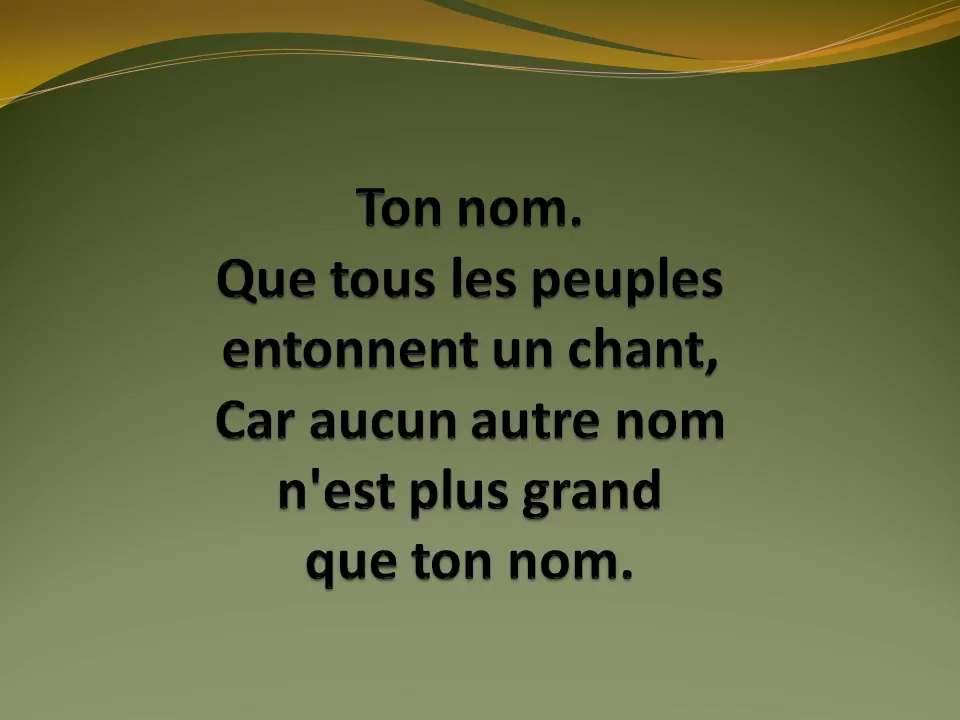 Ton nom.
Que tous les peuples
entonnent un chant,
Car aucun autre nom
n'est plus grand
que ton nom.